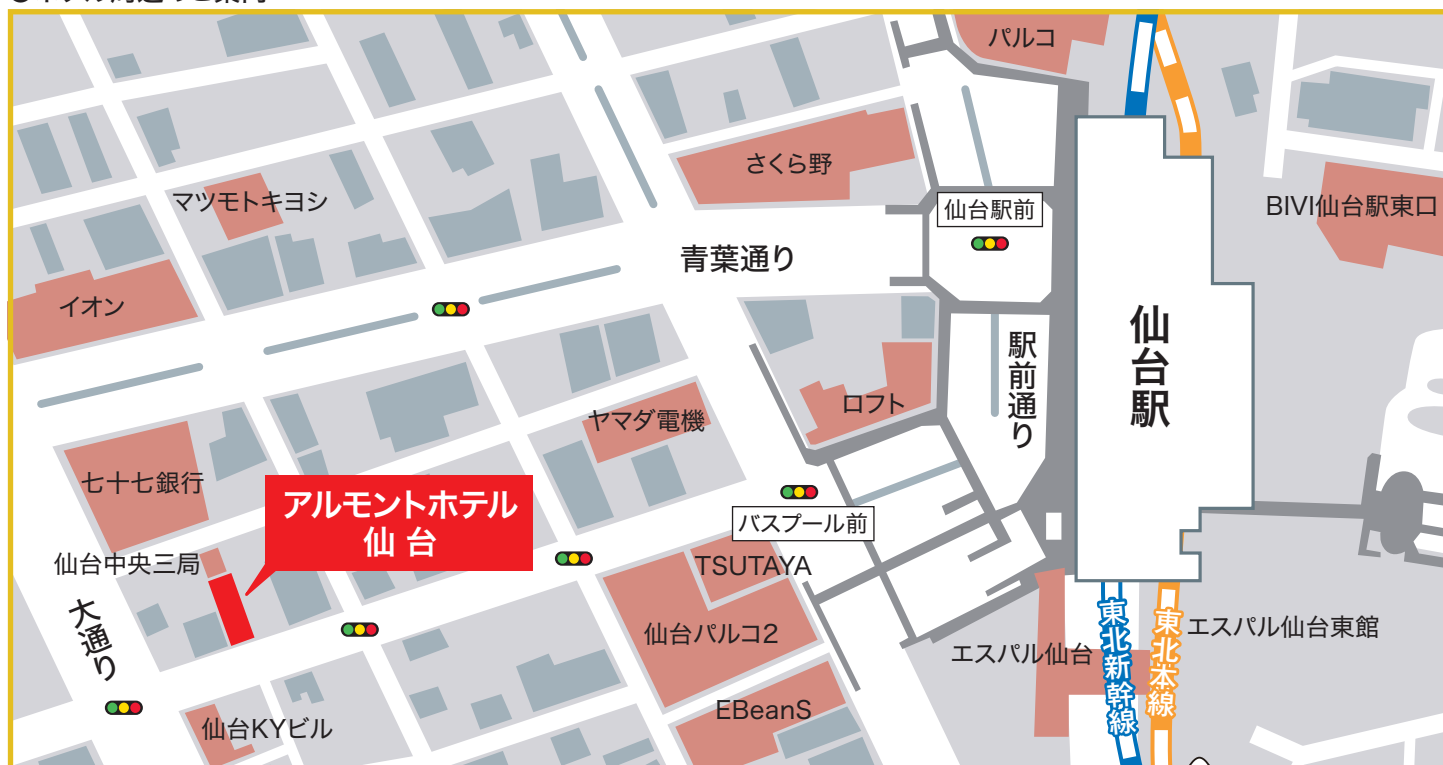 パルコ
さくら野
マツモトキヨシ
仙台駅前
BIVI仙台駅東口
青葉通り
イオン
仙台駅
駅前通り
ロフト
ヤマダ電機
七十七銀行
アルモントホテル
仙 台
バスプール前
仙台中央三局
TSUTAYA
大通り
仙台パルコ2
エスパル仙台
東北新幹線
東北本線
エスパル仙台東館
EBeanS
仙台KYビル